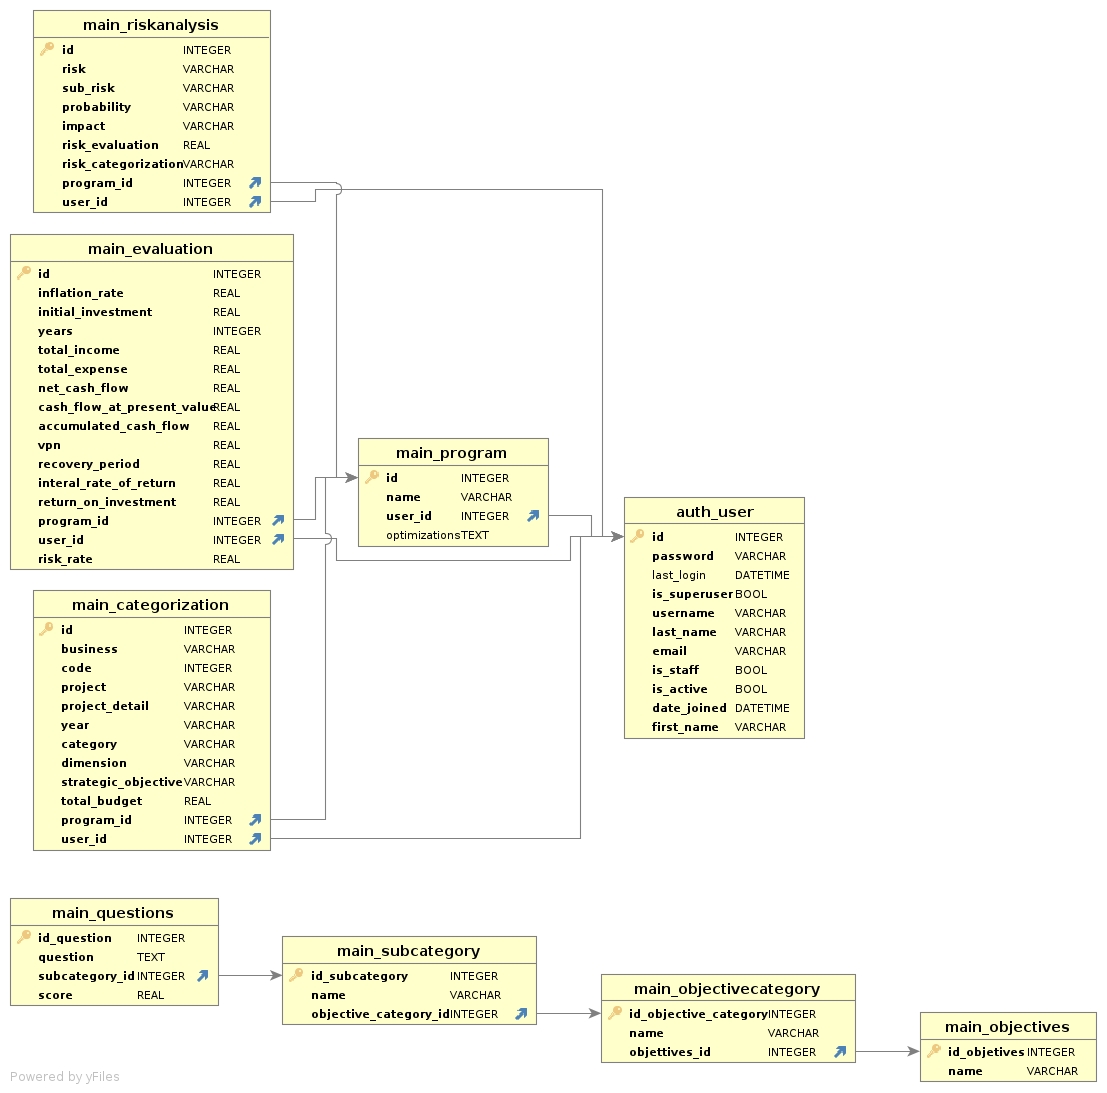 main_riskanalysis
id INTEGER
risk VARCHAR
sub_risk VARCHAR
probability VARCHAR
impact VARCHAR
risk_evaluation REAL
risk_categorization VARCHAR
program_id INTEGER
user_id INTEGER
main_evaluation
id INTEGER
inflation_rate REAL
initial_investment REAL
years INTEGER
total_income REAL
total_expense REAL
net_cash_flow REAL
cash_flow_at_present_value REAL
accumulated_cash_flow REAL
vpn REAL
recovery_period REAL
interal_rate_of_return REAL
return_on_investment REAL
program_id INTEGER
user_id INTEGER
risk_rate REAL
main_program
id INTEGER
name VARCHAR
user_id INTEGER
optimizations TEXT
auth_user
id INTEGER
password VARCHAR
last_login DATETIME
is_superuser BOOL
username VARCHAR
last_name VARCHAR
email VARCHAR
is_staff BOOL
is_active BOOL
date_joined DATETIME
first_name VARCHAR
main_categorization
id INTEGER
business VARCHAR
code INTEGER
project VARCHAR
project_detail VARCHAR
year VARCHAR
category VARCHAR
dimension VARCHAR
strategic_objective VARCHAR
total_budget REAL
program_id INTEGER
user_id INTEGER
main_questions
id_question INTEGER
question TEXT
subcategory_id INTEGER
score REAL
main_subcategory
id_subcategory INTEGER
name VARCHAR
objective_category_id INTEGER
main_objectivecategory
id_objective_category INTEGER
name VARCHAR
objettives_id INTEGER
main_objectives
id_objetives INTEGER
name VARCHAR
Powered by yFiles